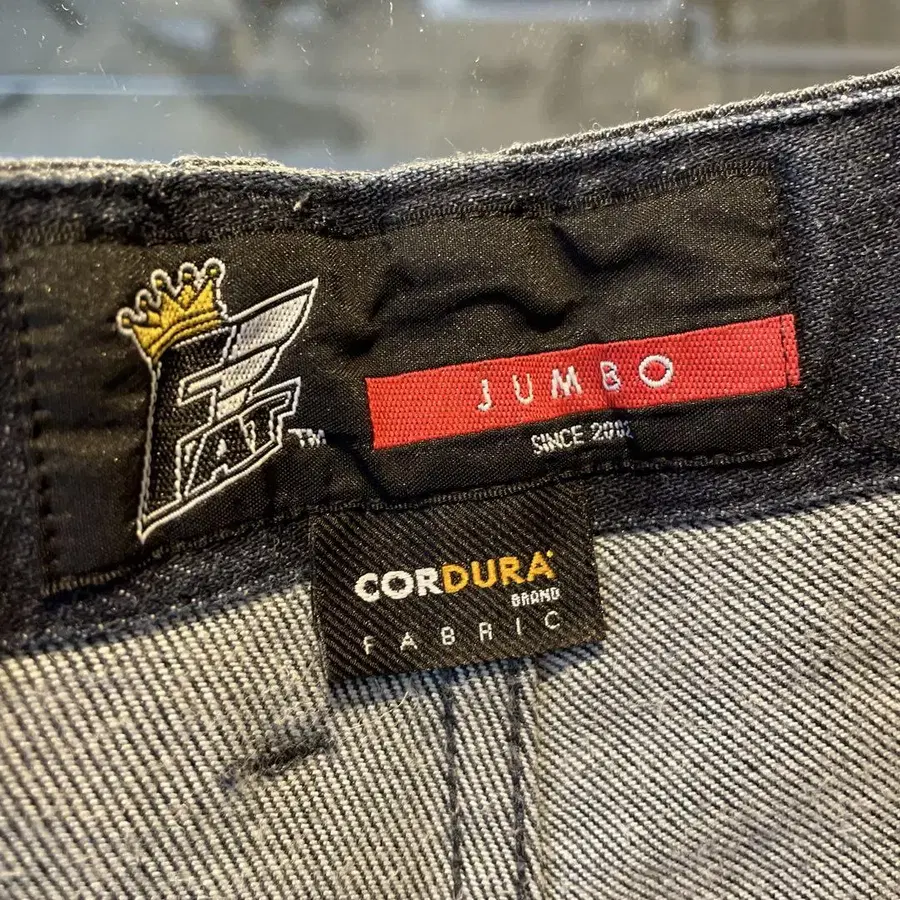 FAT
TM
JUMBO
SINCE 2002
CORDURA
BRAND
FABRIC